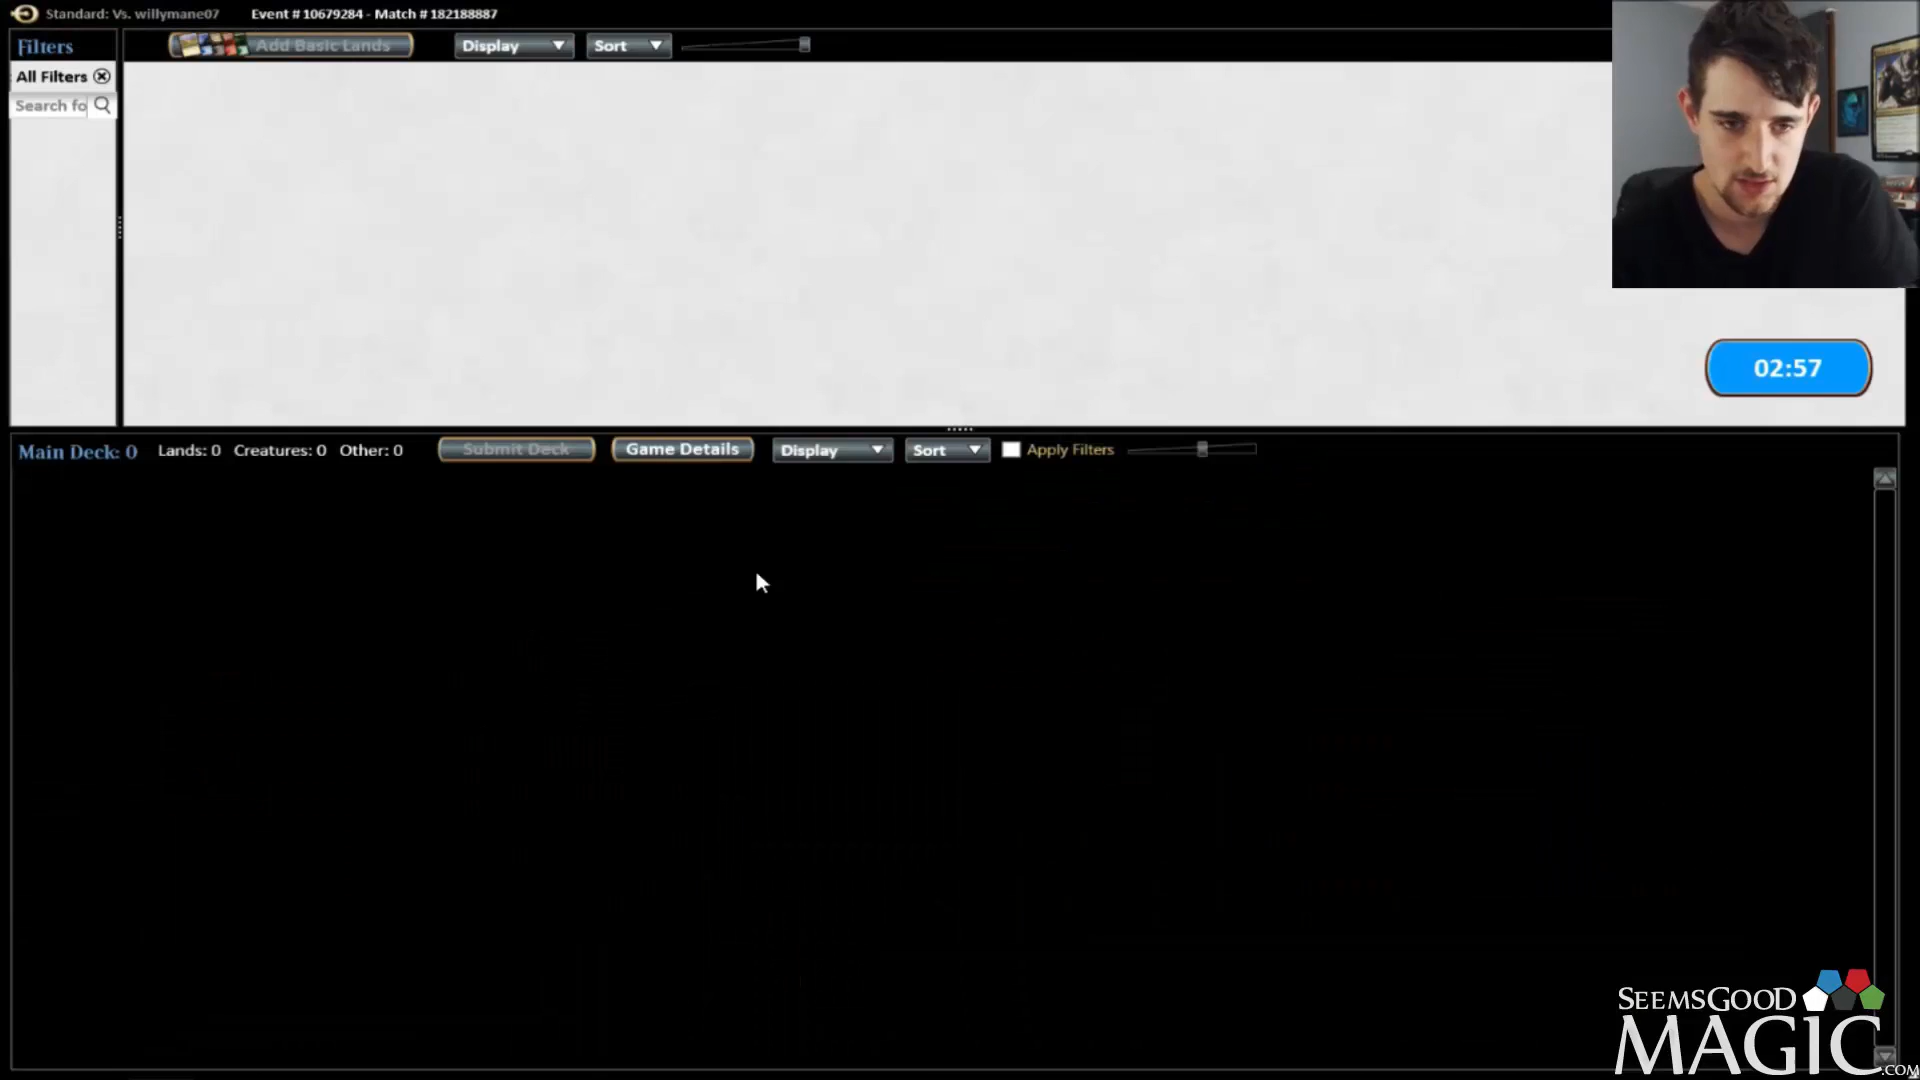 Standard: Vs. willymane07 Event # 10679284 - Match # 182188887
Filters Add Basic Lands Display Sort
All Filters
Search fo
02:57
Main Deck: 0 Lands: 0 Creatures: 0 Other: 0 Submit Deck Game Details Display Sort Apply Filters
SEEMSGOOD
MAGIC
.COM